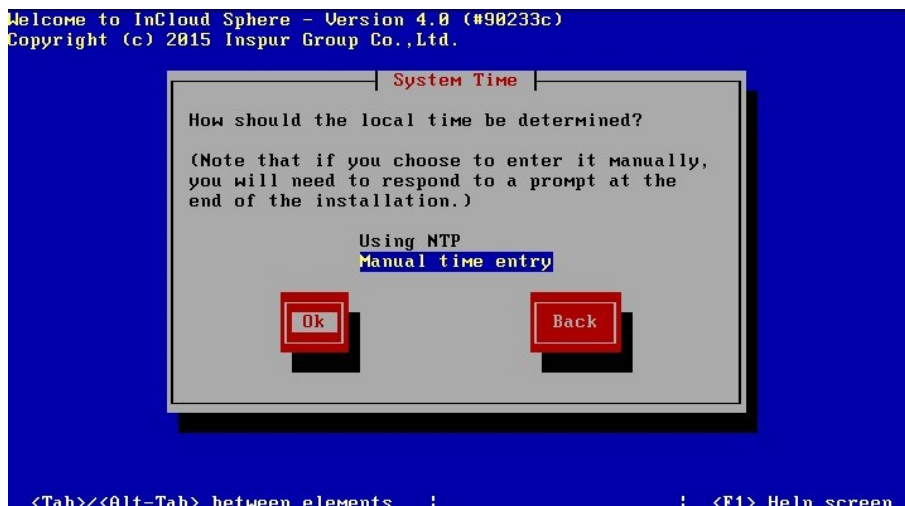 Welcome to InCloud Sphere - Version 4.0 (#90233c)
Copyright (c) 2015 Inspur Group Co.,Ltd.
System Time
How should the local time be determined?
(Note that if you choose to enter it manually,
you will need to respond to a prompt at the
end of the installation.)
Using NTP
Manual time entry
Ok Back
<Tab>/<Alt-Tab> between elements | | <F1> Help screen